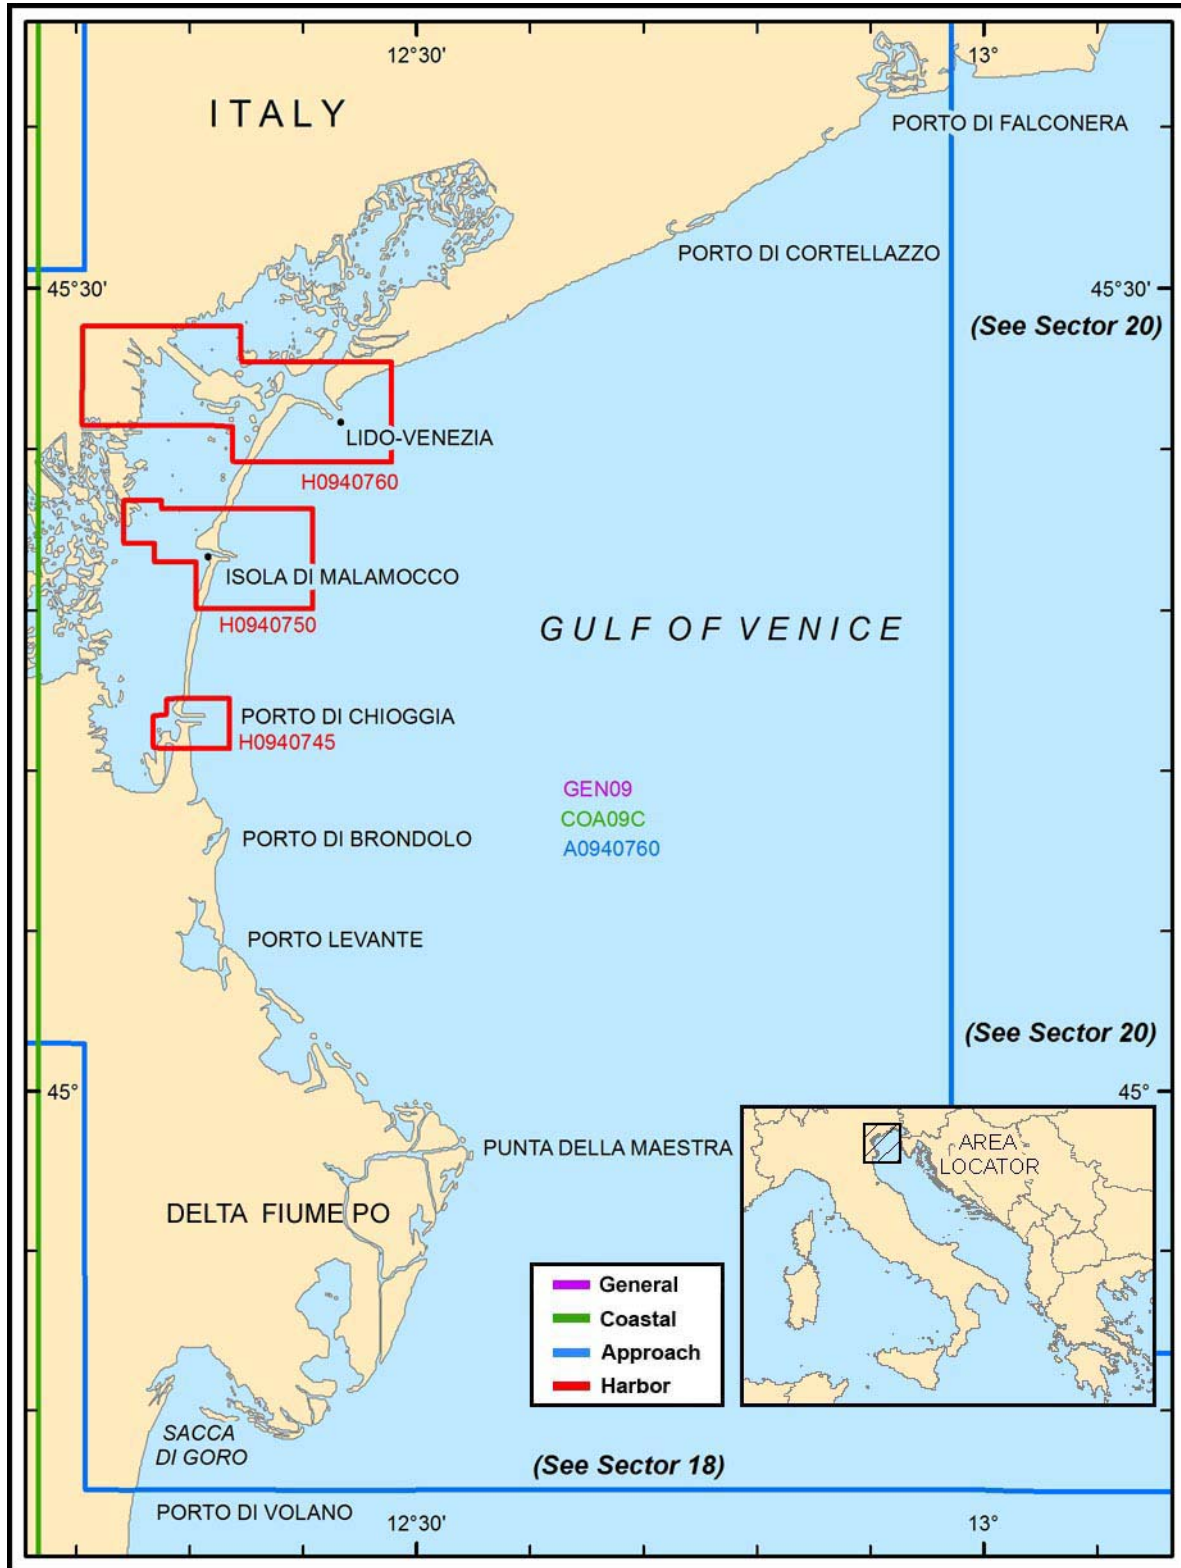 12°30'
13°
ITALY
PORTO DI FALCONERA
PORTO DI CORTELLAZZO
45°30'
45°30'
(See Sector 20)
LIDO-VENEZIA
H0940760
ISOLA DI MALAMOCCO
H0940750
GULF OF VENICE
PORTO DI CHIOGGIA
H0940745
GEN09
COA09C
A0940760
PORTO DI BRONDOLO
PORTO LEVANTE
(See Sector 20)
45°
45°
PUNTA DELLA MAESTRA
AREA
LOCATOR
DELTA FIUME PO
General
Coastal
Approach
Harbor
SACCA
DI GORO
(See Sector 18)
PORTO DI VOLANO
12°30'
13°